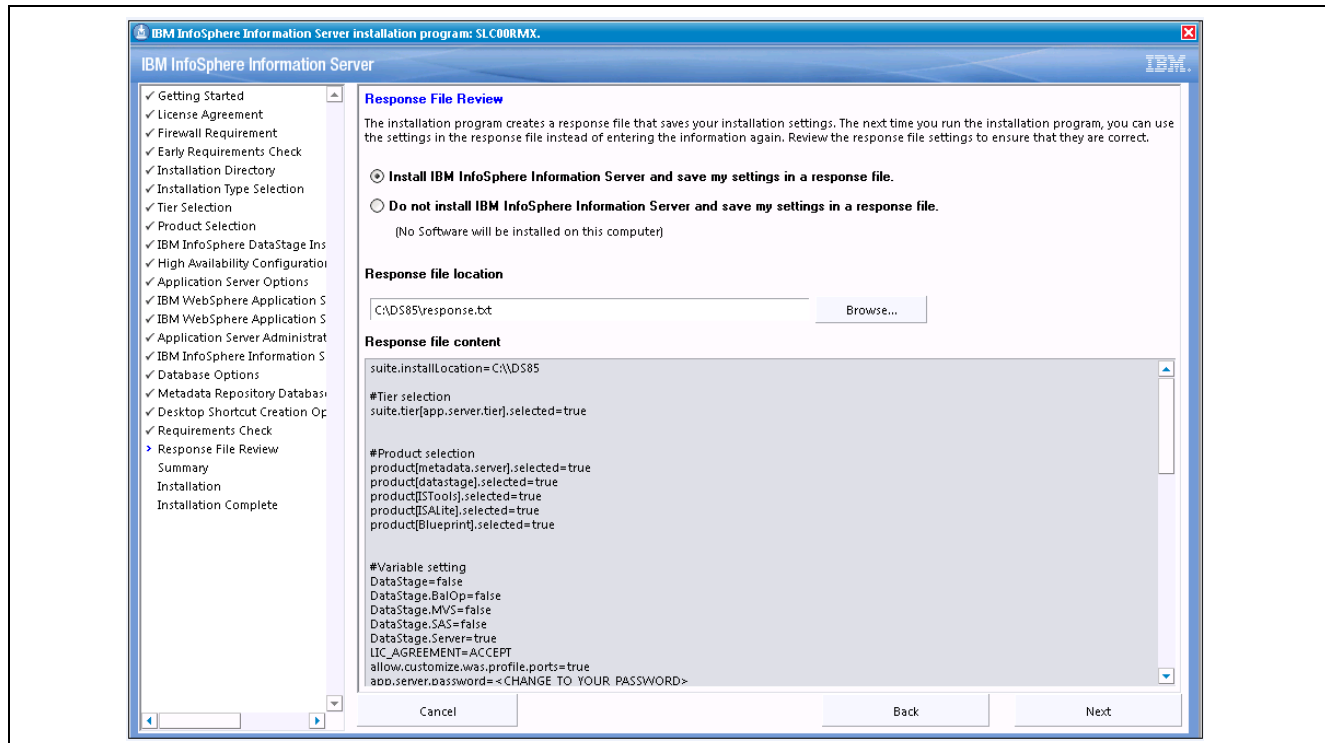 IBM InfoSphere Information Server installation program: SLC00RMX.
IBM InfoSphere Information Server
IBM.
✓ Getting Started
✓ License Agreement
✓ Firewall Requirement
✓ Early Requirements Check
✓ Installation Directory
✓ Installation Type Selection
✓ Tier Selection
✓ Product Selection
✓ IBM InfoSphere DataStage Ins
✓ High Availability Configuration
✓ Application Server Options
✓ IBM WebSphere Application S
✓ IBM WebSphere Application S
✓ Application Server Administrat
✓ IBM InfoSphere Information S
✓ Database Options
✓ Metadata Repository Databas
✓ Desktop Shortcut Creation Op
✓ Requirements Check
> Response File Review
Summary
Installation
Installation Complete
Response File Review
The installation program creates a response file that saves your installation settings. The next time you run the installation program, you can use
the settings in the response file instead of entering the information again. Review the response file settings to ensure that they are correct.
Install IBM InfoSphere Information Server and save my settings in a response file.
Do not install IBM InfoSphere Information Server and save my settings in a response file.
(No Software will be installed on this computer)
Response file location
C:\DS85\response.txt
Browse...
Response file content
suite.installLocation=C:\\DS85
#Tier selection
suite.tier[app.server.tier].selected=true
#Product selection
product[metadata.server].selected=true
product[datastage].selected=true
product[ISTools].selected=true
product[ISALite].selected=true
product[Blueprint].selected=true
#Variable setting
DataStage=false
DataStage.BalOp=false
DataStage.MVS=false
DataStage.SAS=false
DataStage.Server=true
LIC_AGREEMENT=ACCEPT
allow.customize.was.profile.ports=true
app.server.password=<CHANGE TO YOUR PASSWORD>
Cancel
Back
Next